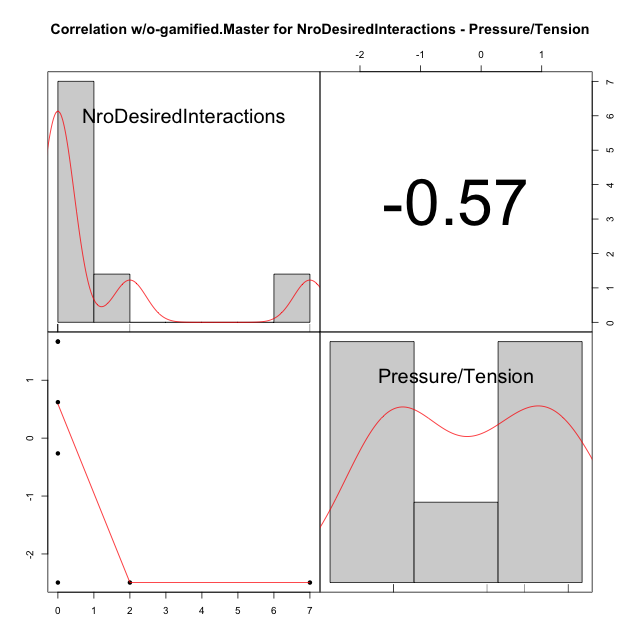 Correlation w/o-gamified.Master for NroDesiredInteractions - Pressure/Tension
-2 -1 0 1
NroDesiredInteractions
-0.57
7
6
5
4
3
2
1
0
Pressure/Tension
1
0
-1
-2
0 1 2 3 4 5 6 7